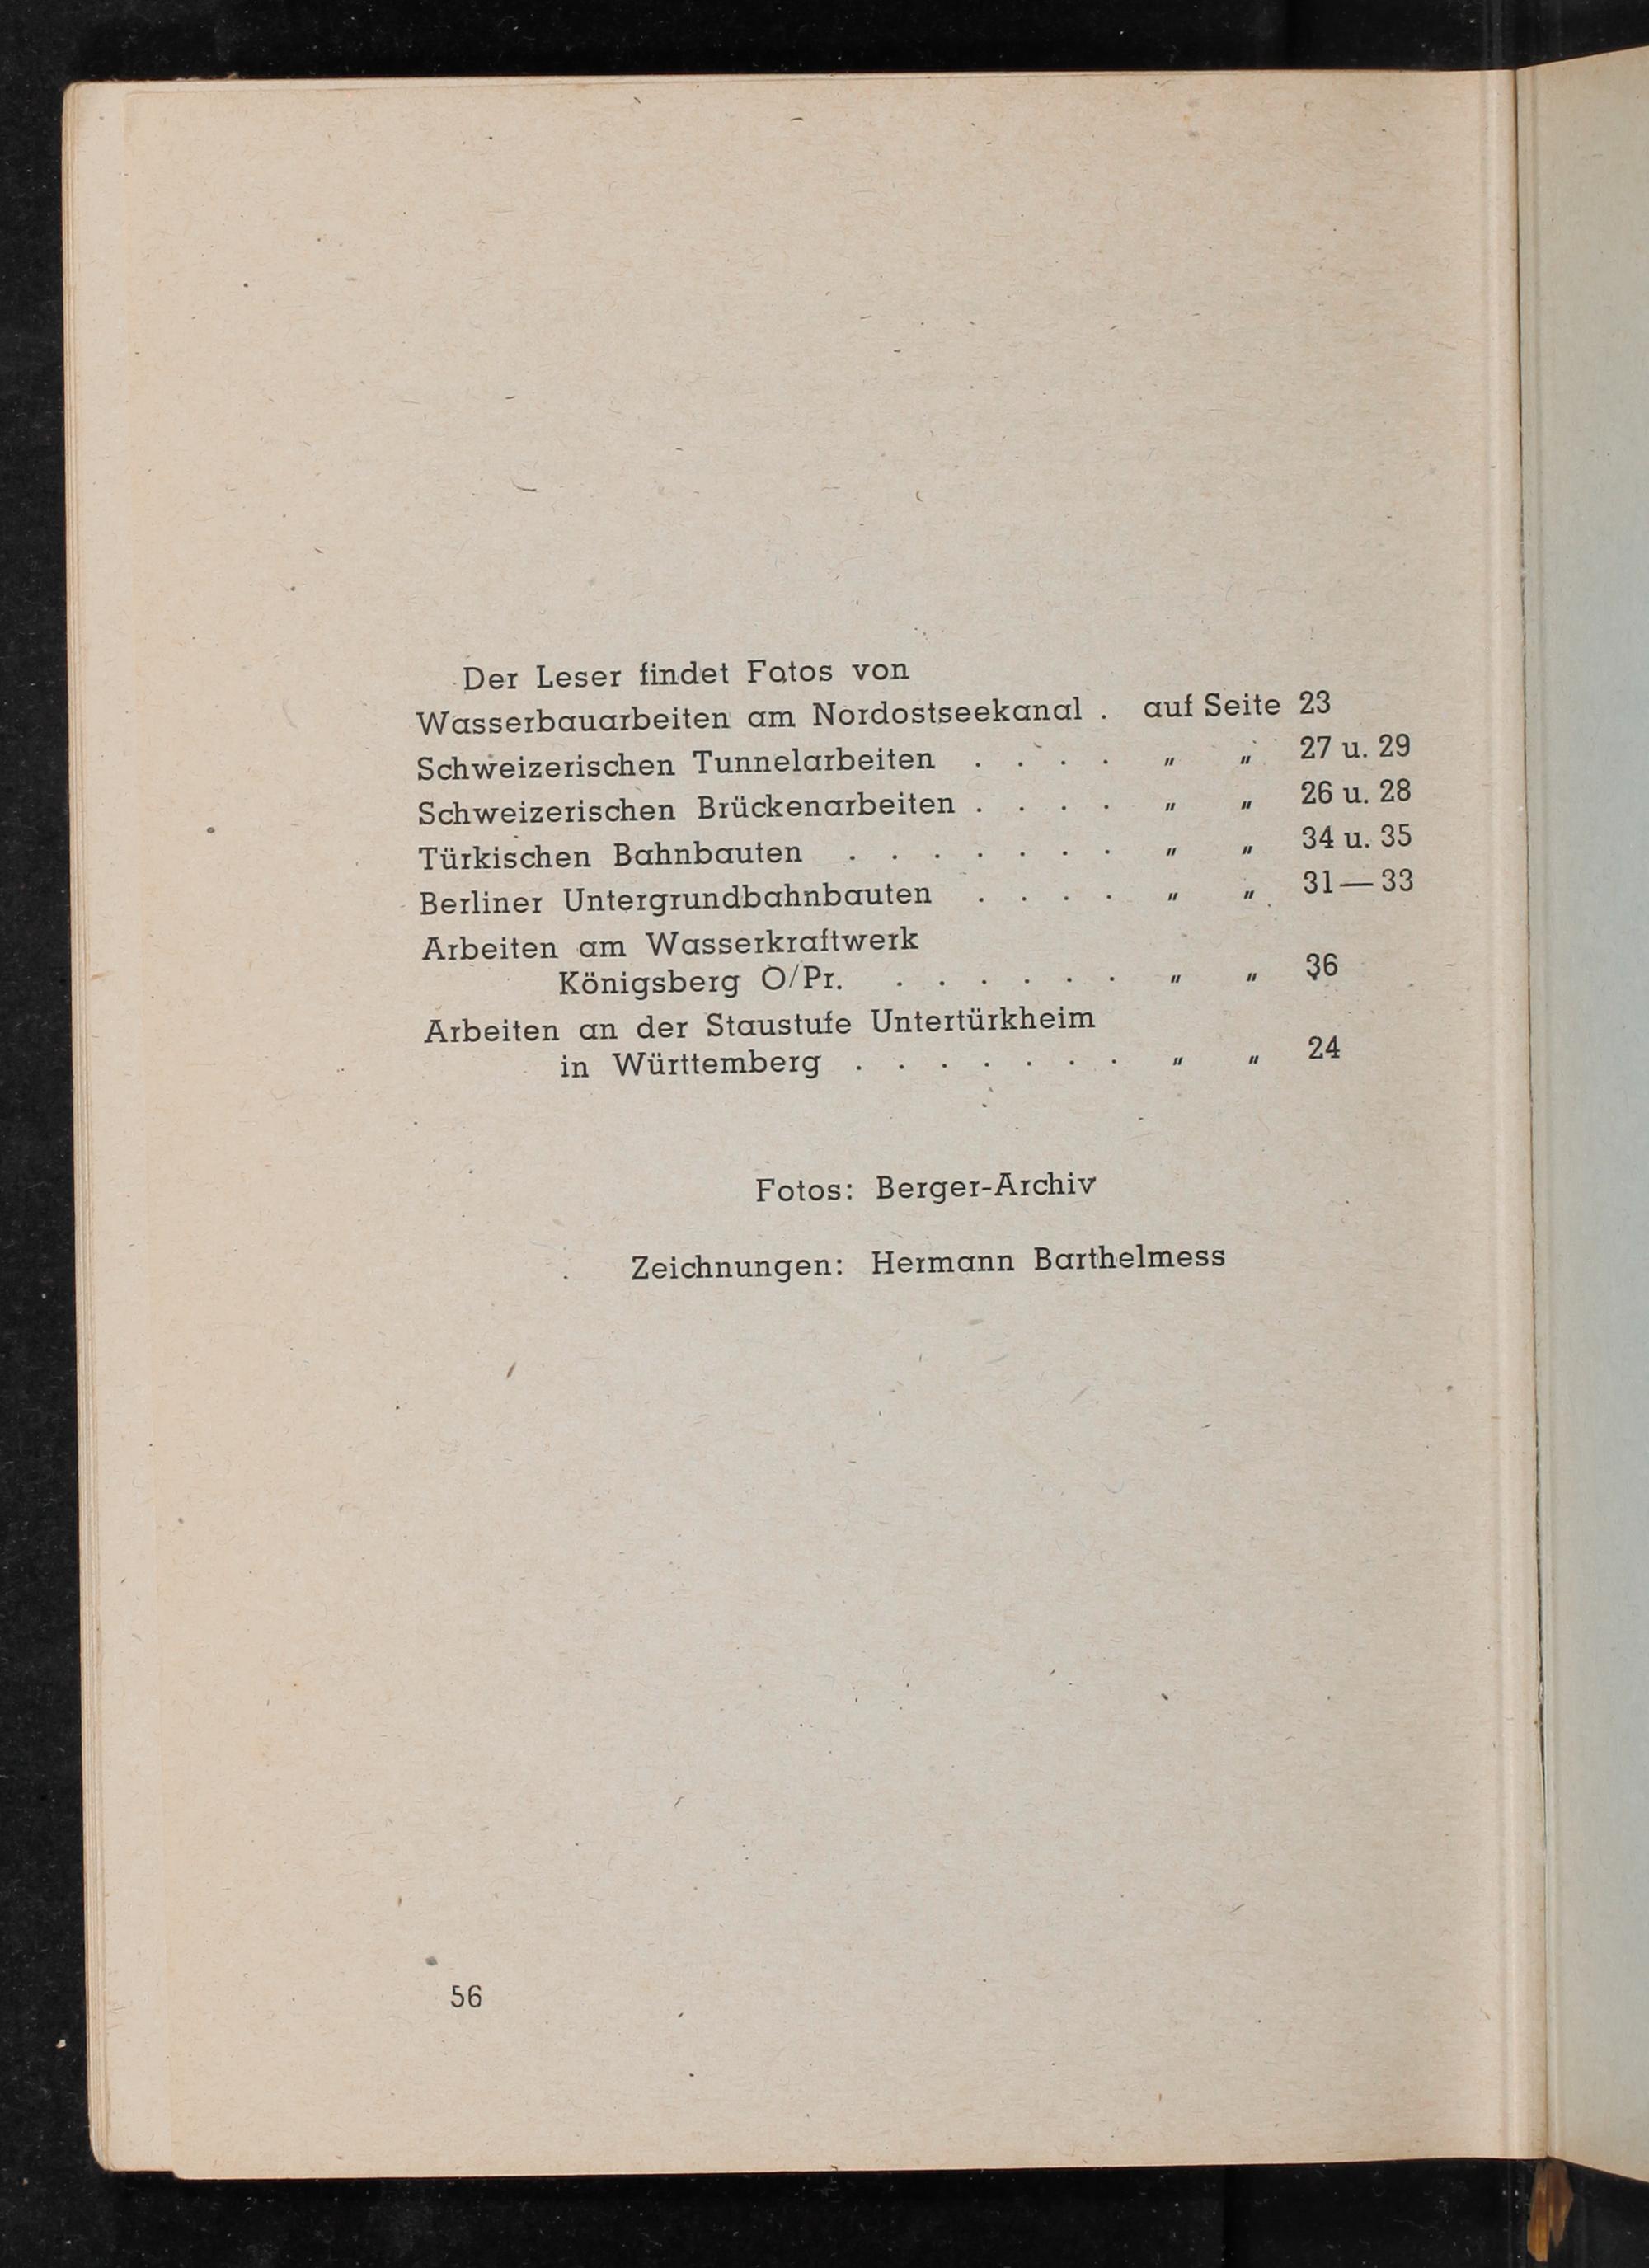 Der Leser findet Fotos von
Wasserbauarbeiten am Nordostseekanal . auf Seite 23
Schweizerischen Tunnelarbeiten . . . . „ „ 27 u. 29
Schweizerischen Brückenarbeiten . . . . „ „ 26 u. 28
Türkischen Bahnbauten . . . . . . . „ „ 34 u. 35
Berliner Untergrundbahnbauten . . . . „ „ 31—33
Arbeiten am Wasserkraftwerk
Königsberg O/Pr. . . . . . . „ „ 36
Arbeiten an der Staustufe Untertürkheim
in Württemberg . . . . . . . „ „ 24
Fotos: Berger-Archiv
Zeichnungen: Hermann Barthelmess
56